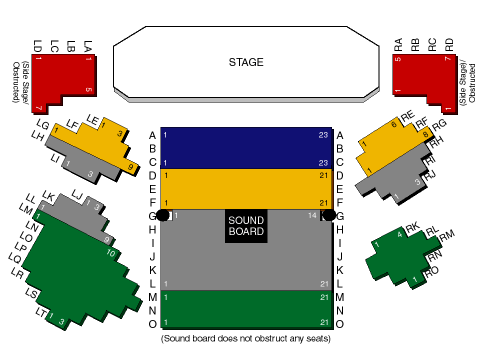 STAGE
LD LC LB LA
1 1
5
7
(Side Stage/
Obstructed)
RA RB RC RD
5 7
1
1
(Side Stage)/
Obstructed
LG LF LE
LH
LI
1 1 3
9
1 3
RE RF RG
RH
RI
RJ
1 6 8
1
1 3
LL LK LJ
LM
LN
LO
LP
LQ
LR
LS
LT
1 1 3
1 9
10
1 3
RK RL RM
RN
RO
1 4
1
A 1 23 A
B B
C 1 23 C
D 21 D
E E
F 1 21 F
G 1 14 G
H H
I SOUND I
BOARD
J J
K K
L 1 21 L
M 1 21 M
N N
O 1 21 O
(Sound board does not obstruct any seats)